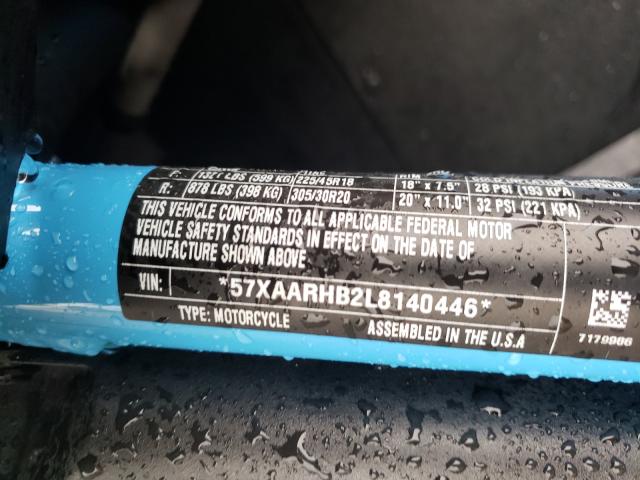 F: LBS (599 KG) 225/45R18 18" x 7.5" 28 PSI (193 KPA)
R: 878 LBS (398 KG) 305/30R20 20" x 11.0" 32 PSI (221 KPA)
THIS VEHICLE CONFORMS TO ALL APPLICABLE FEDERAL MOTOR
VEHICLE SAFETY STANDARDS IN EFFECT ON THE DATE OF
MANUFACTURE SHOWN ABOVE
VIN: *57XAARHB2L8140446*
TYPE: MOTORCYCLE ASSEMBLED IN THE U.S.A
7179906